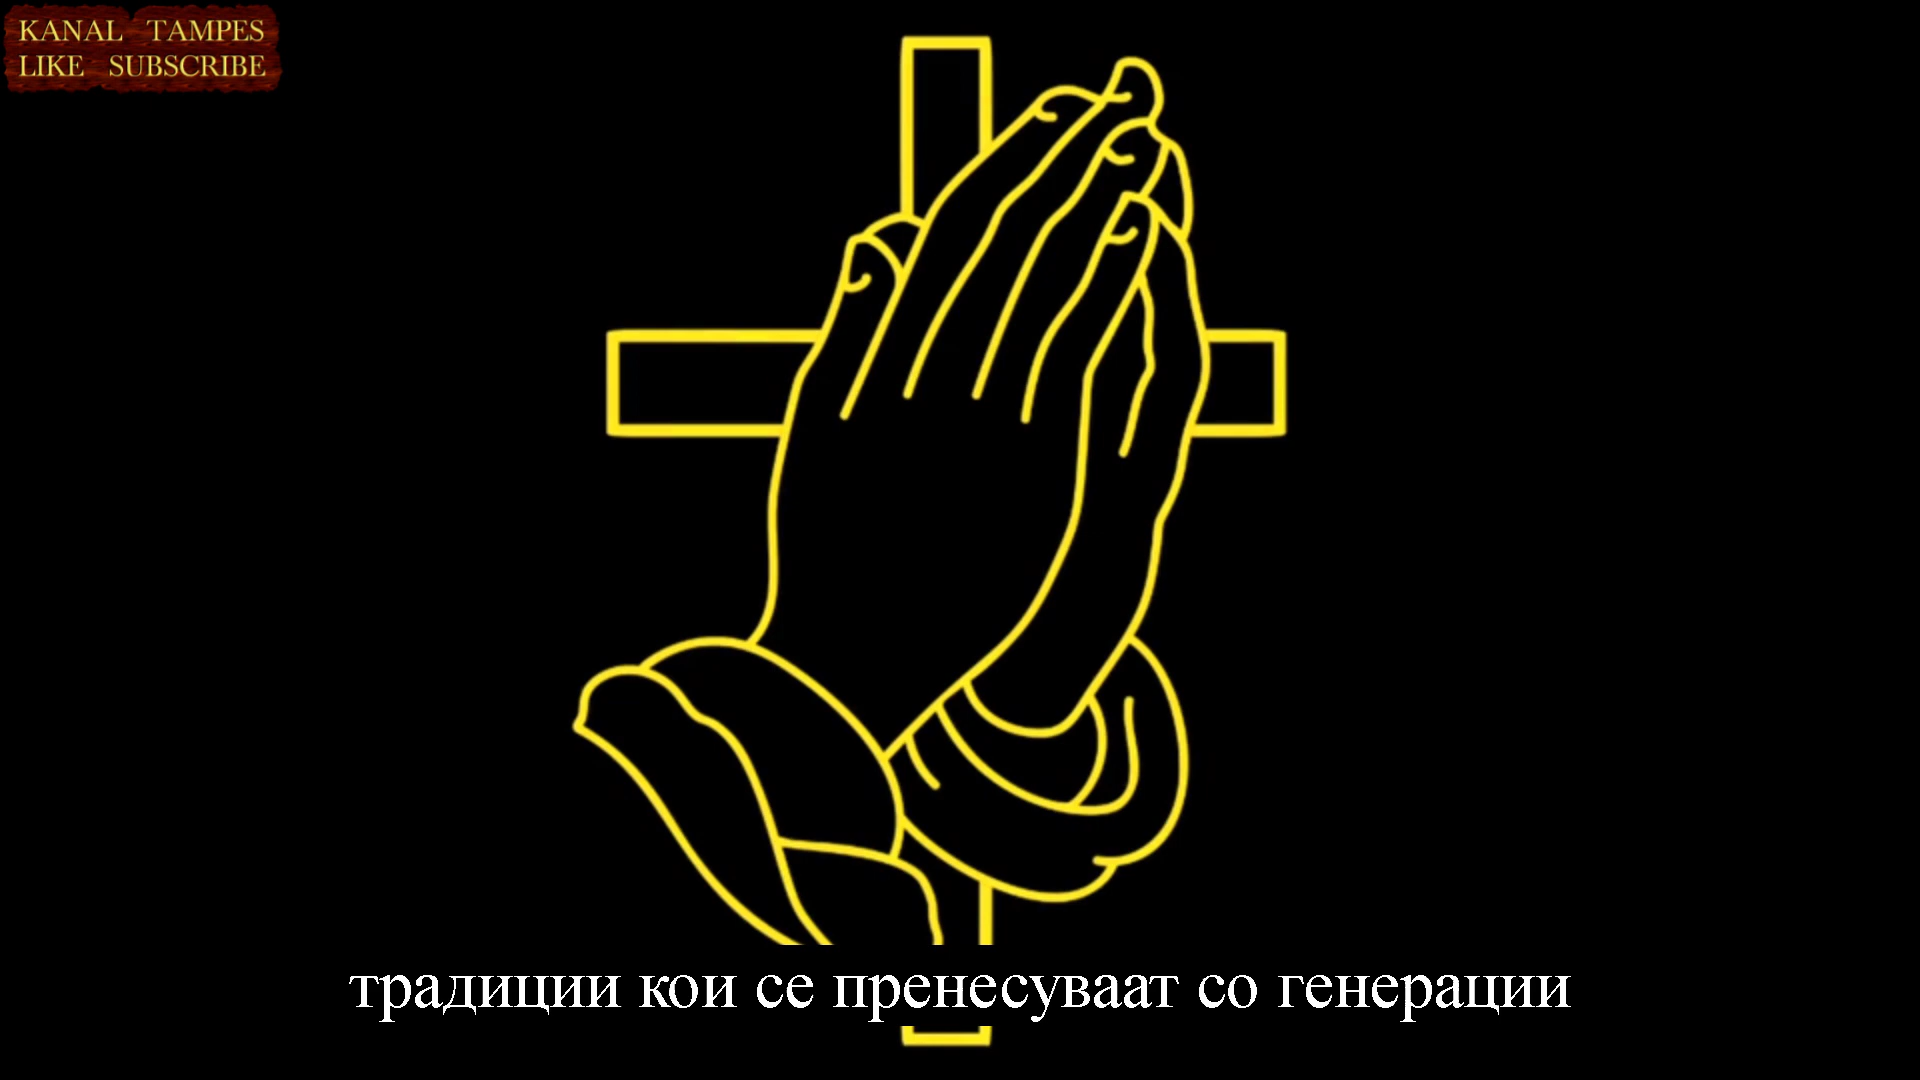 KANAL TAMPES
LIKE SUBSCRIBE
традиции кои се пренесуваат со генерации